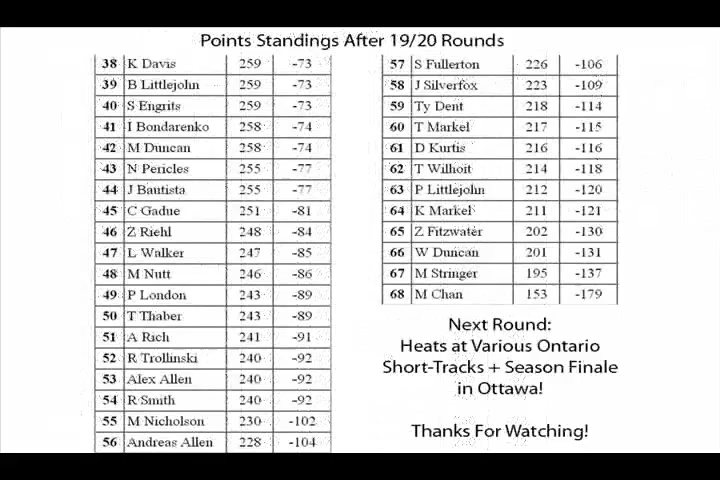 Points Standings After 19/20 Rounds
38 K Davis 259 -73
39 B Littlejohn 259 -73
40 S Engrits 259 -73
41 I Bondarenko 258 -74
42 M Duncan 258 -74
43 N Pericles 255 -77
44 J Bautista 255 -77
45 C Gadue 251 -81
46 Z Riehl 248 -84
47 L Walker 247 -85
48 M Nutt 246 -86
49 P London 243 -89
50 T Thaber 243 -89
51 A Rich 241 -91
52 R Trollinski 240 -92
53 Alex Allen 240 -92
54 R Smith 240 -92
55 M Nicholson 230 -102
56 Andreas Allen 228 -104
57 S Fullerton 226 -106
58 J Silverfox 223 -109
59 Ty Dent 218 -114
60 T Markel 217 -115
61 D Kurtis 216 -116
62 T Wilhoit 214 -118
63 P Littlejohn 212 -120
64 K Markel 211 -121
65 Z Fitzwater 202 -130
66 W Duncan 201 -131
67 M Stringer 195 -137
68 M Chan 153 -179
Next Round:
Heats at Various Ontario
Short-Tracks + Season Finale
in Ottawa!
Thanks For Watching!